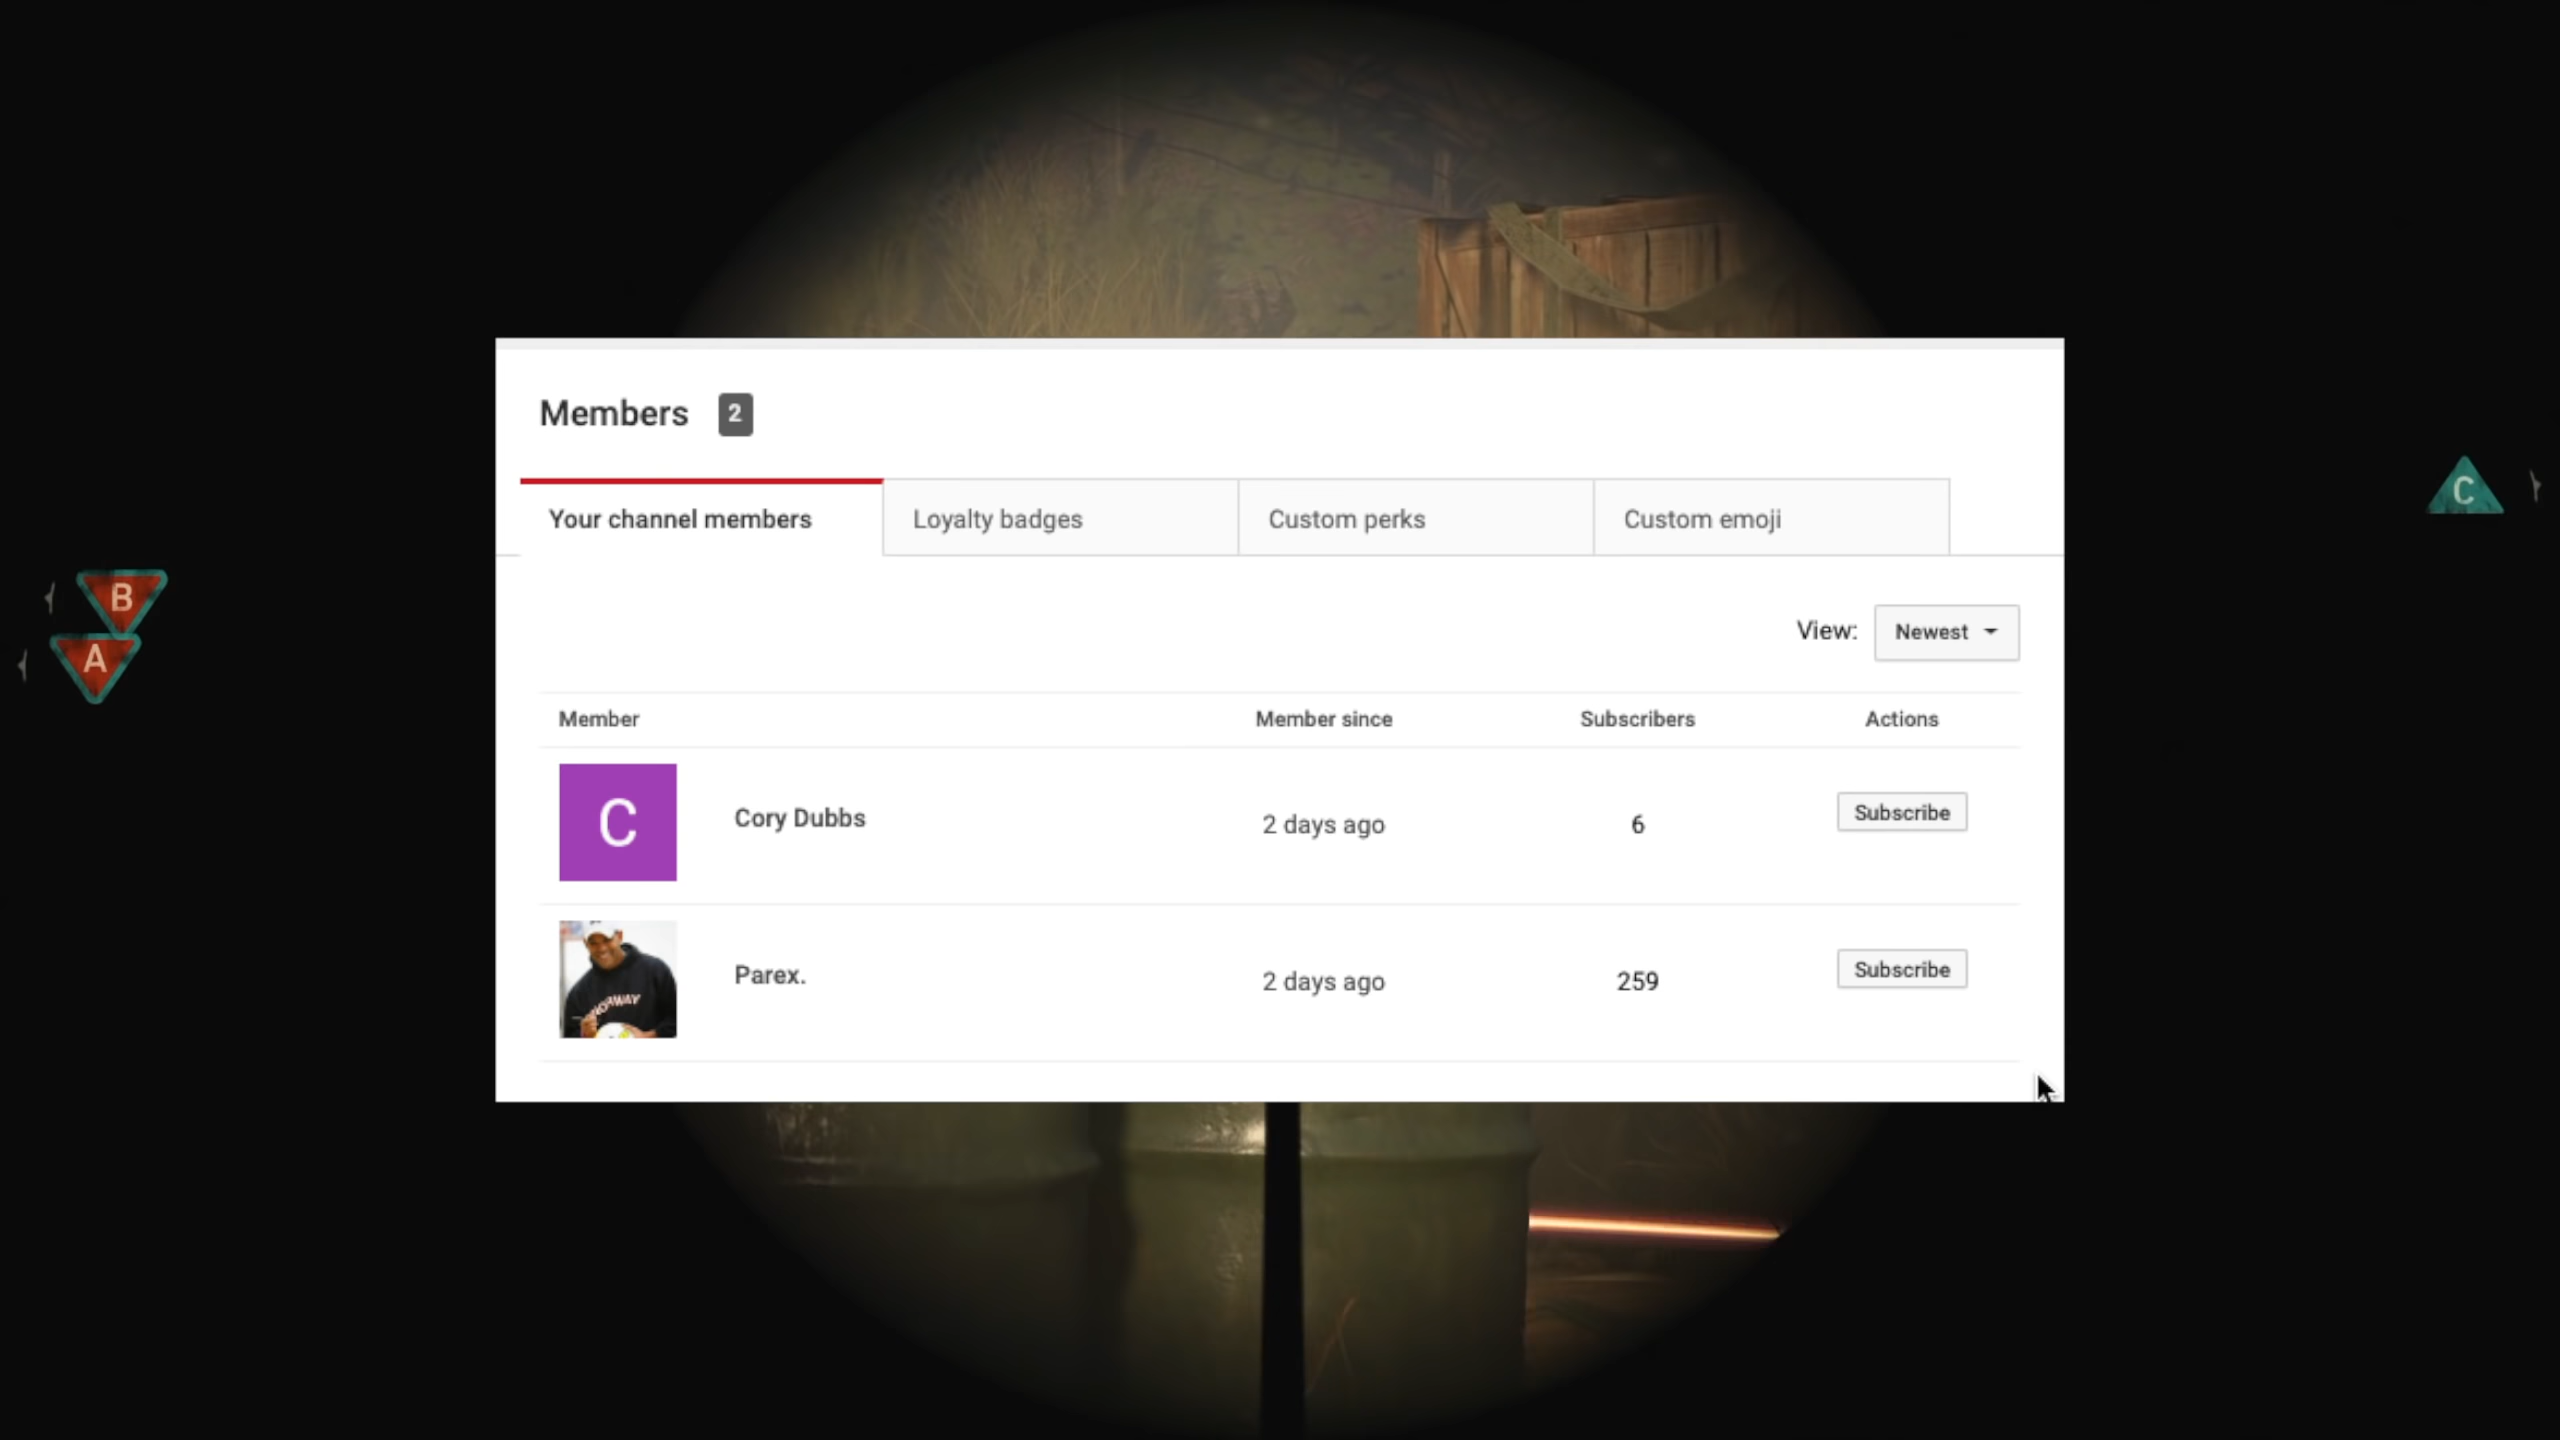 Members 2
Your channel members Loyalty badges Custom perks Custom emoji
View: Newest
Member Member since Subscribers Actions
C Cory Dubbs 2 days ago 6 Subscribe
Parex. 2 days ago 259 Subscribe
NORWAY
B
A
C